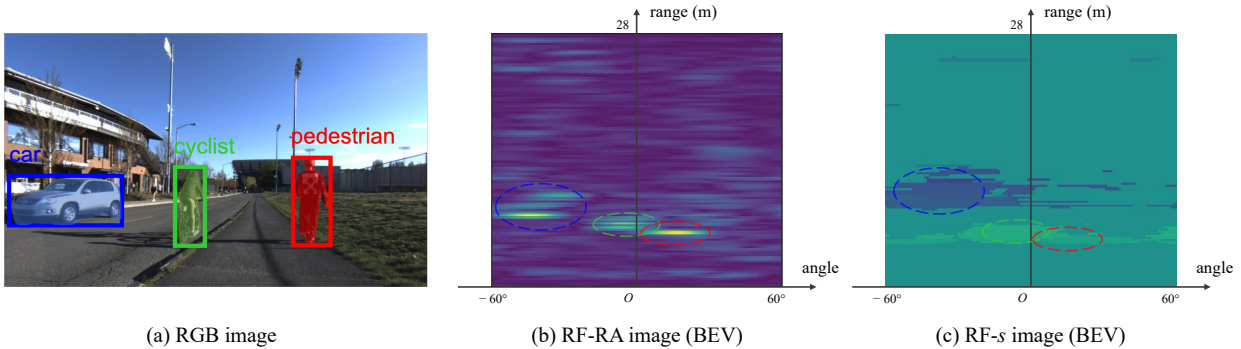 car
cyclist
pedestrian
range (m)
28
angle
− 60°
O
60°
range (m)
28
angle
− 60°
O
60°
(a) RGB image
(b) RF-RA image (BEV)
(c) RF-s image (BEV)